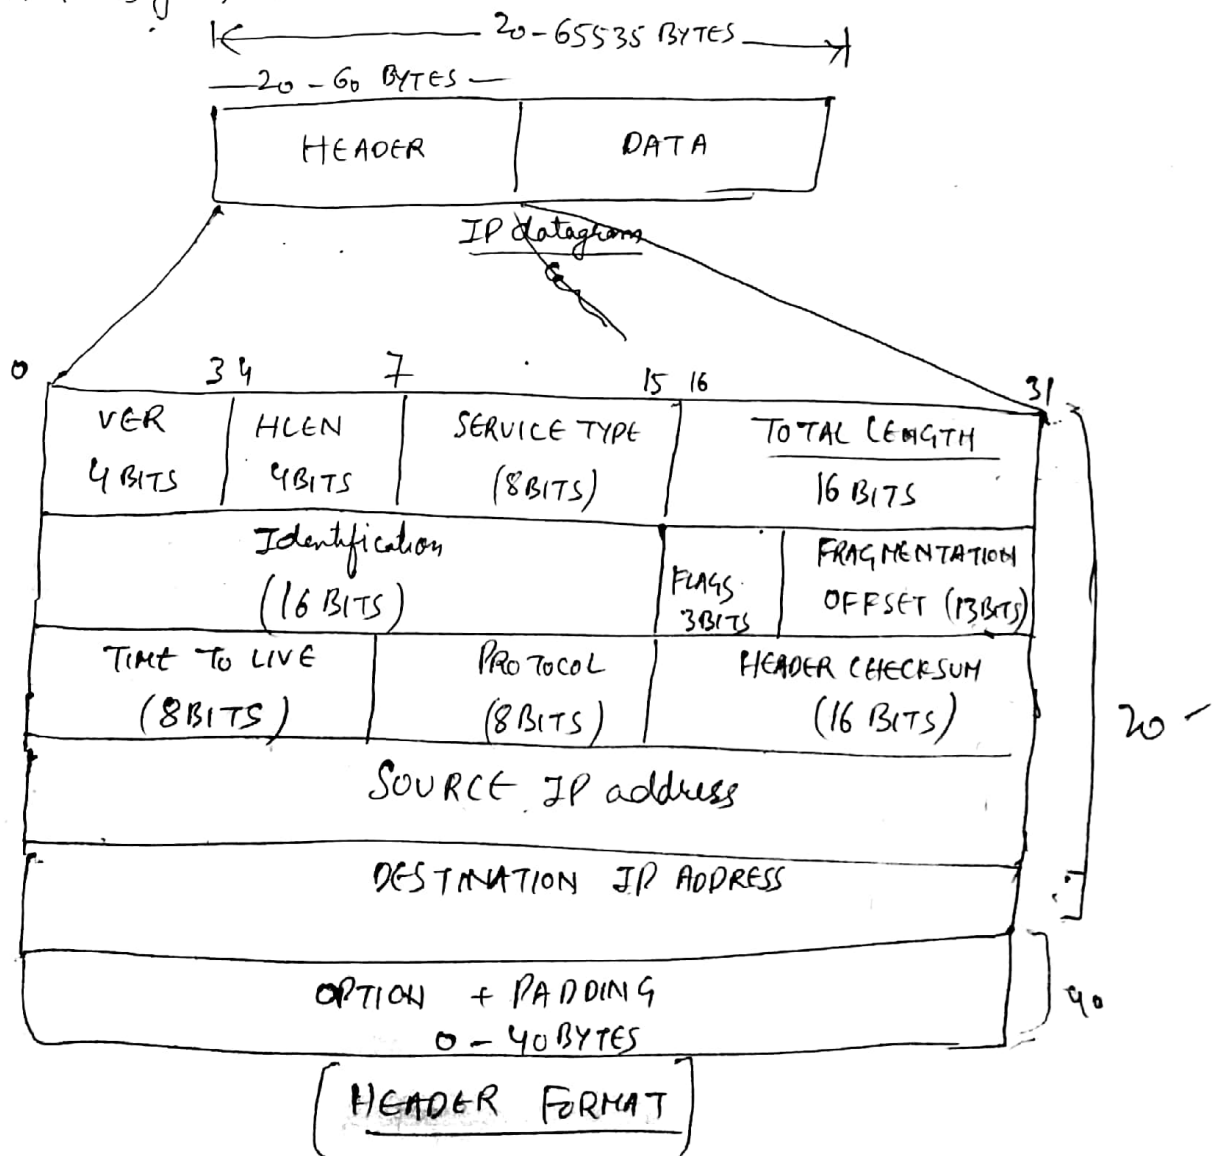 20-65535 BYTES
20-60 BYTES
HEADER DATA
IP datagram
0 3 4 7 15 16 31
VER HLEN SERVICE TYPE TOTAL LENGTH
4 BITS 4BITS (8BITS) 16 BITS
Identification FLAGS FRAGMENTATION
(16 BITS) 3BITS OFFSET (13BITS)
TIME TO LIVE PROTOCOL HEADER CHECKSUM
(8BITS) (8BITS) (16 BITS)
20
SOURCE IP address
DESTINATION IP ADDRESS
OPTION + PADDING
40
0-40BYTES
HEADER FORMAT